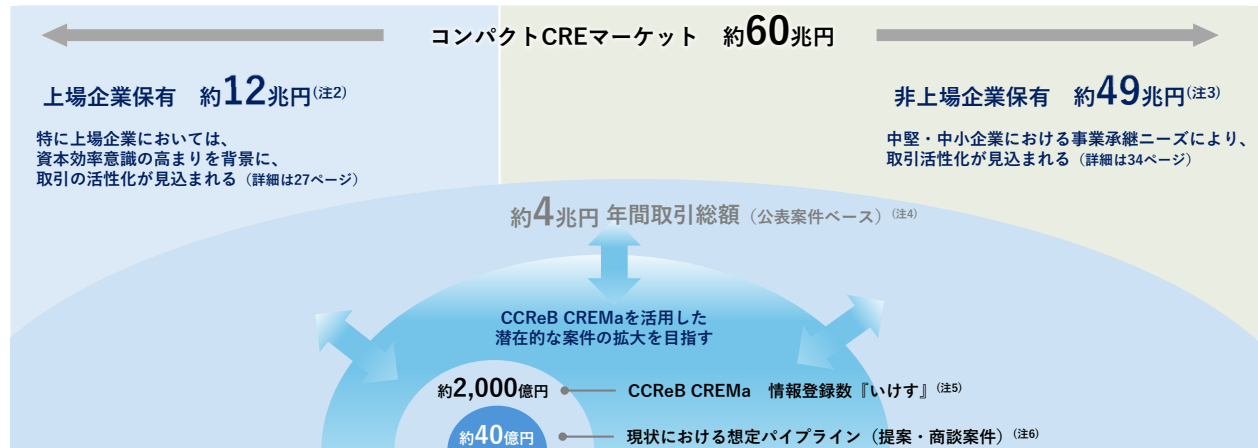 コンパクトCREマーケット 約60兆円
上場企業保有 約12兆円(注2)
特に上場企業においては、
資本効率意識の高まりを背景に、
取引の活性化が見込まれる（詳細は27ページ）
非上場企業保有 約49兆円(注3)
中堅・中小企業における事業承継ニーズにより、
取引活性化が見込まれる（詳細は34ページ）
約4兆円 年間取引総額（公表案件ベース）(注4)
CCReB CREMaを活用した
潜在的な案件の拡大を目指す
約2,000億円 CCReB CREMa 情報登録数『いけす』(注5)
約40億円 現状における想定パイプライン（提案・商談案件）(注6)